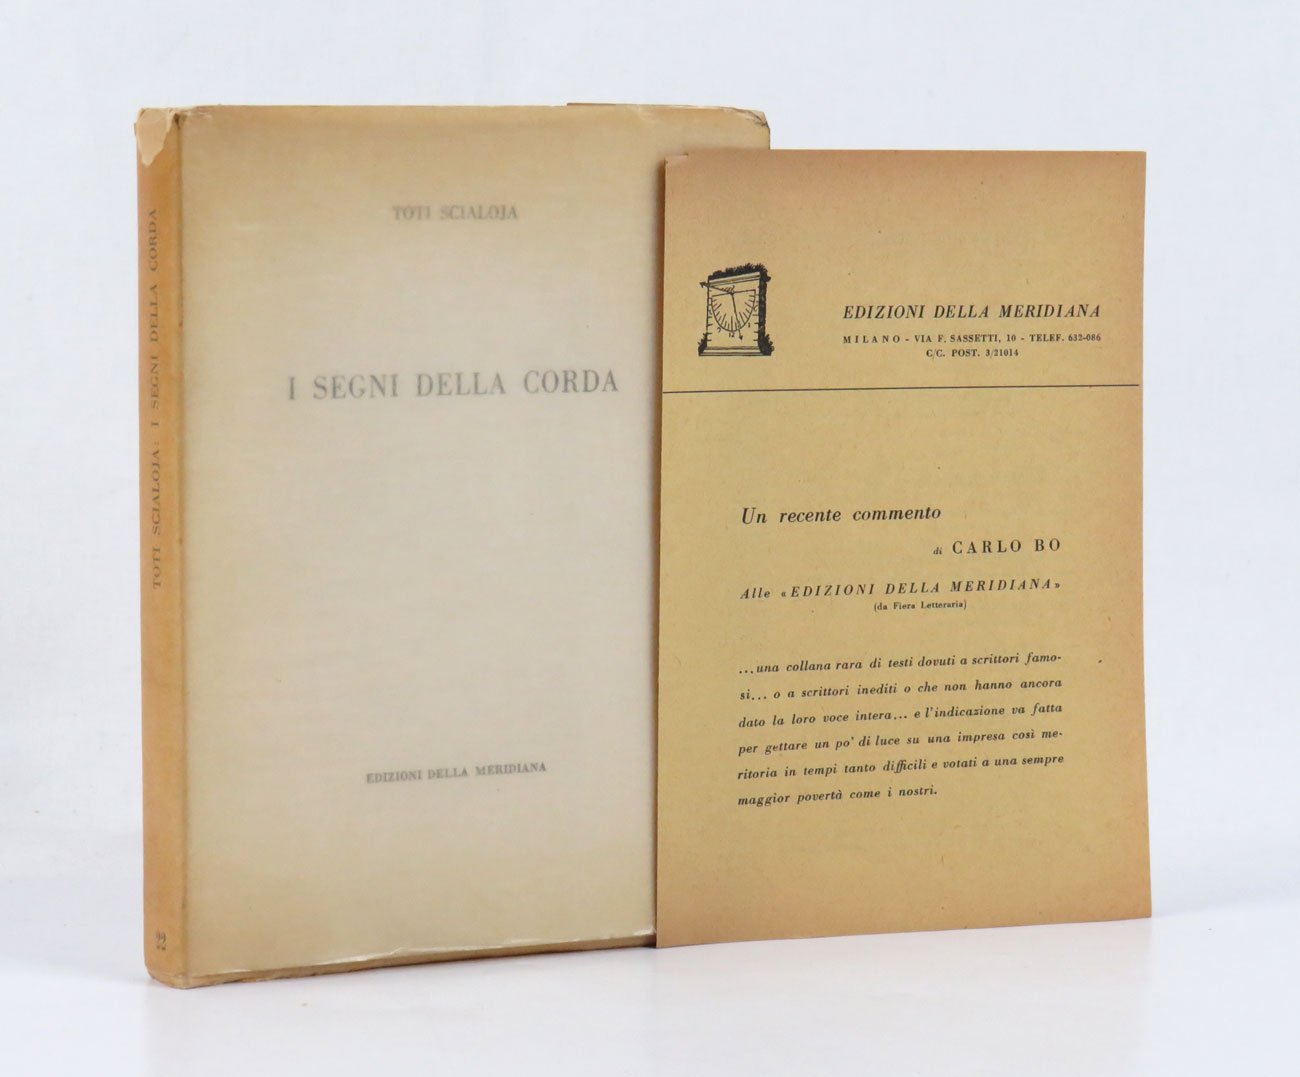 TOTI SCIALOJA: I SEGNI DELLA CORDA
22
TOTI SCIALOJA
I SEGNI DELLA CORDA
EDIZIONI DELLA MERIDIANA
EDIZIONI DELLA MERIDIANA
MILANO - VIA F. SASSETTI, 10 - TELEF. 632-086
C/C. POST. 3/21014
Un recente commento
di CARLO BO
Alle «EDIZIONI DELLA MERIDIANA»
(da Fiera Letteraria)
...una collana rara di testi dovuti a scrittori famo-
si... o a scrittori inediti o che non hanno ancora
dato la loro voce intera... e l'indicazione va fatta
per gettare un po' di luce su una impresa così me-
ritoria in tempi tanto difficili e votati a una sempre
maggior povertà come i nostri.